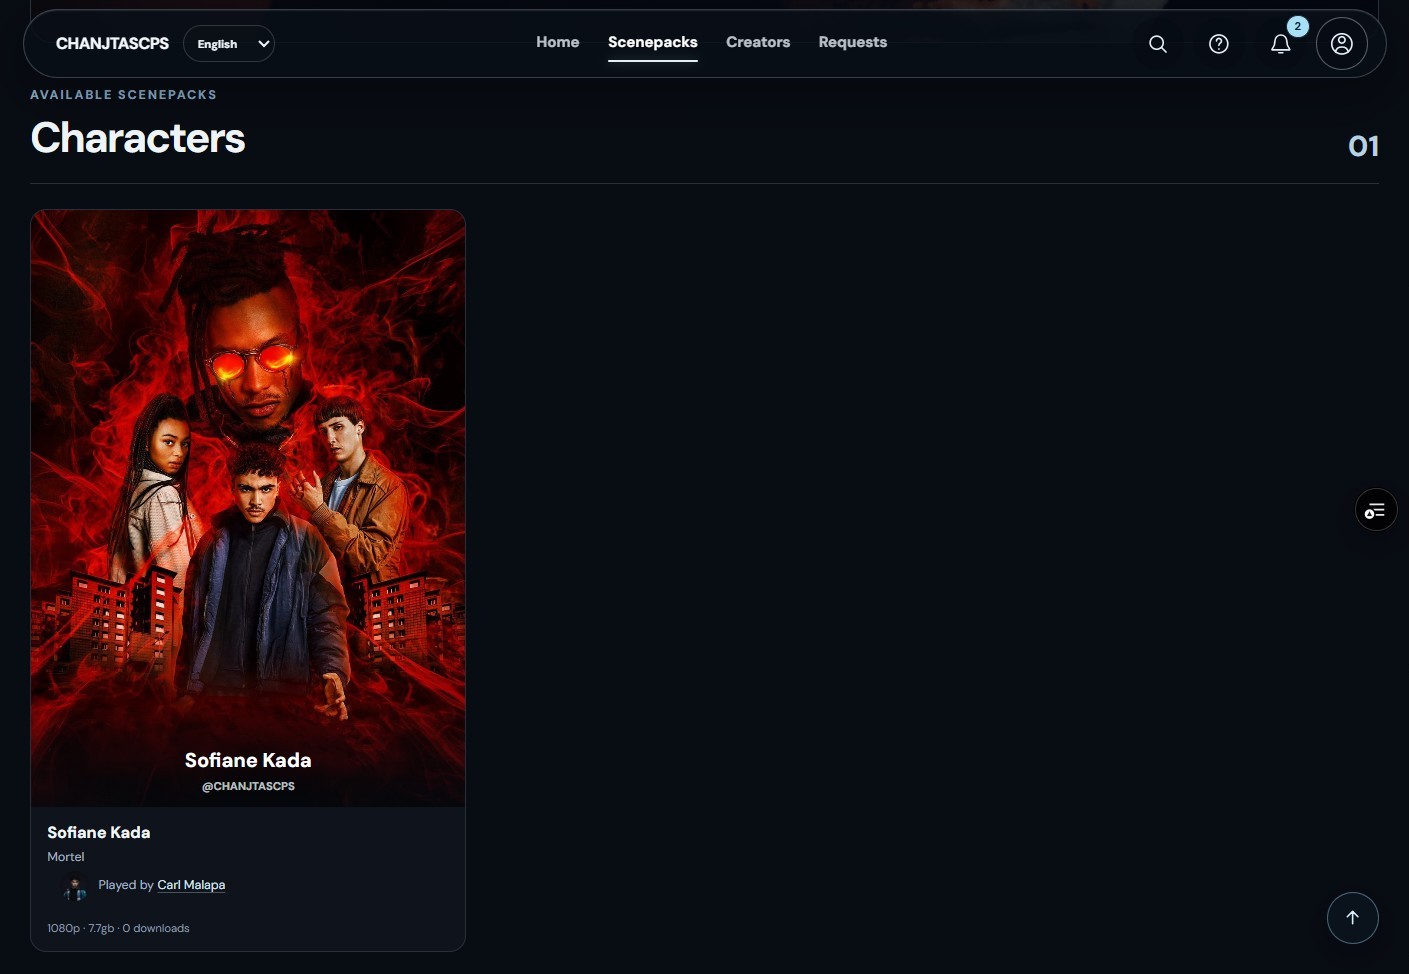 CHANJTASCPS
English
Home
Scenepacks
Creators
Requests
2
AVAILABLE SCENEPACKS
Characters
01
Sofiane Kada
@CHANJTASCPS
Sofiane Kada
Mortel
Played by Carl Malapa
1080p · 7.7gb · 0 downloads